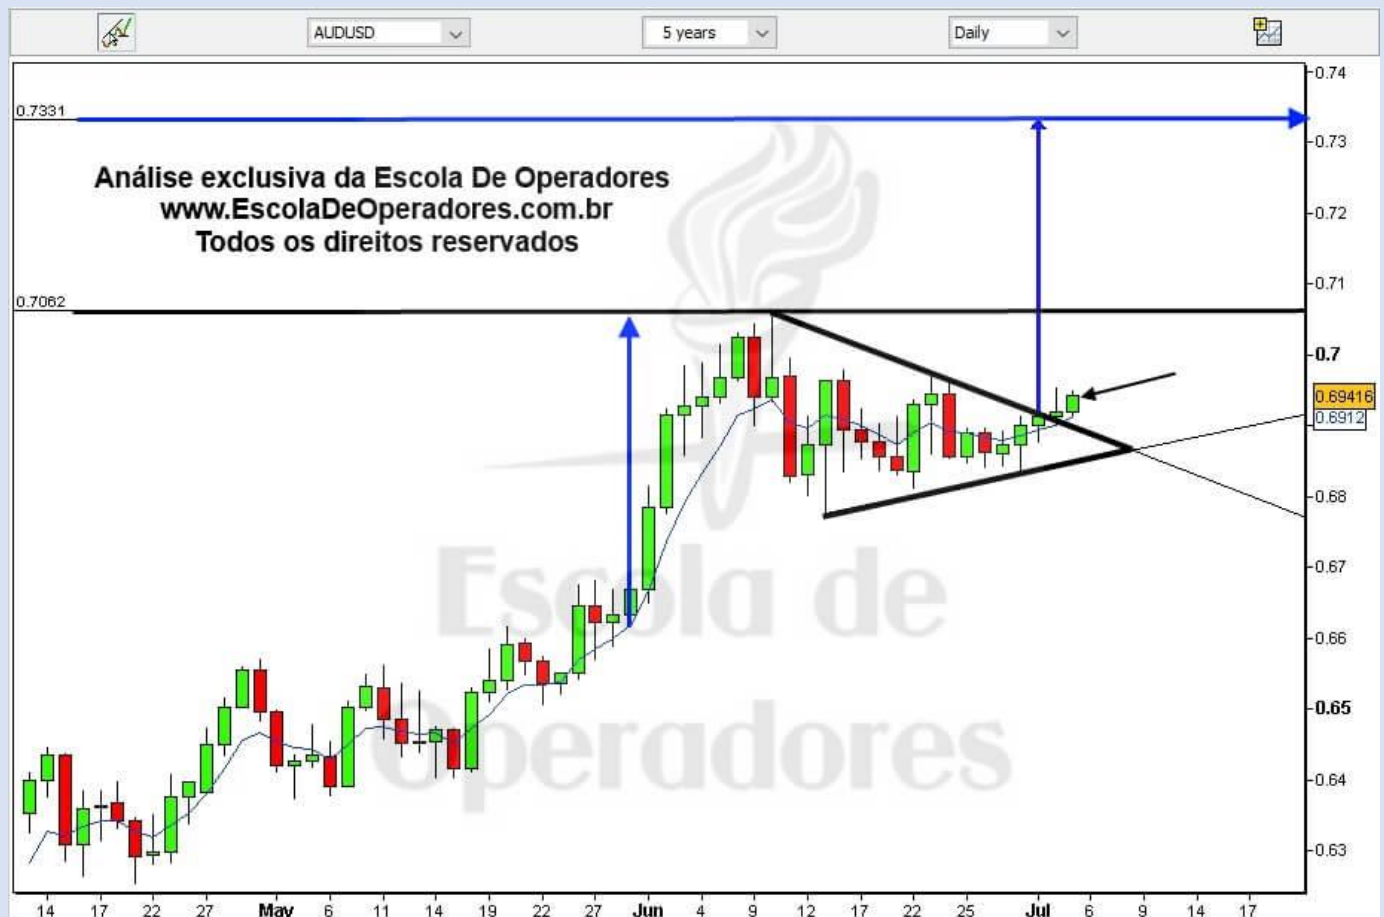 AUDUSD
5 years
Daily
0.7331
Análise exclusiva da Escola De Operadores
www.EscolaDeOperadores.com.br
Todos os direitos reservados
0.7062
Escola de
Operadores
0.74
0.73
0.72
0.71
0.7
0.69416
0.6912
0.68
0.67
0.66
0.65
0.64
0.63
14 17 22 27 May 6 11 14 19 22 27 Jun 4 9 12 17 22 25 Jul 6 9 14 17